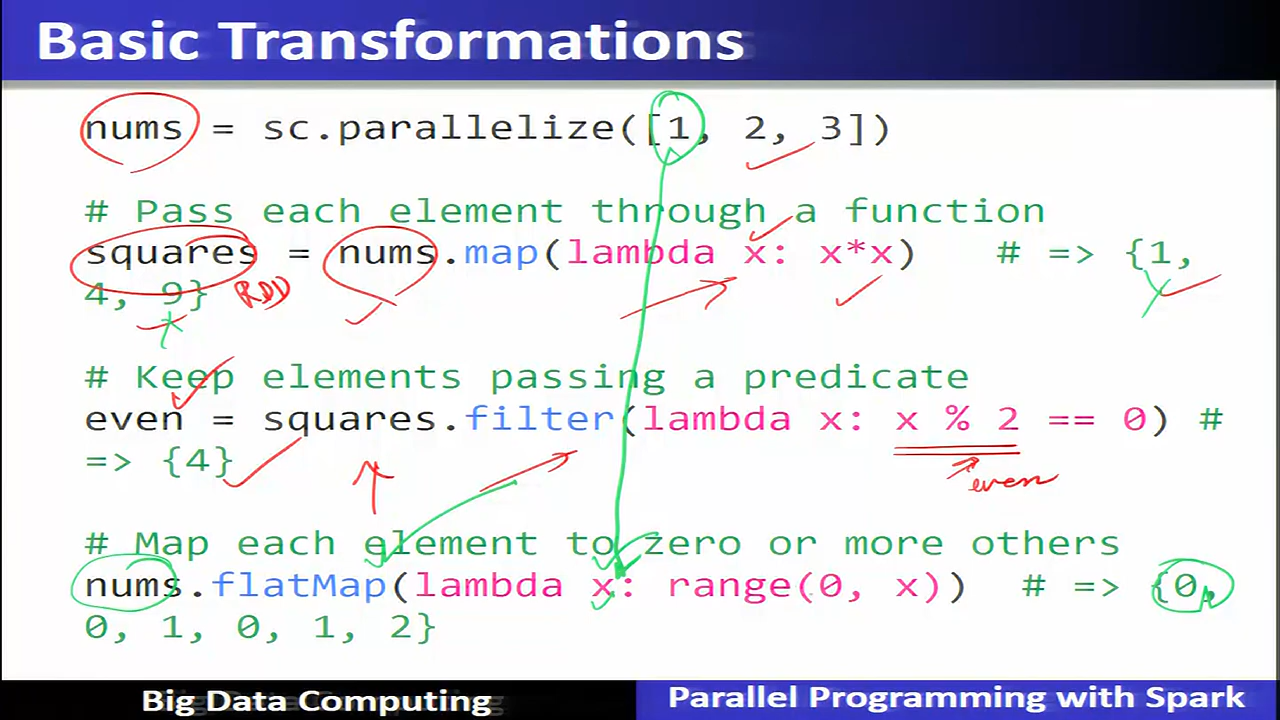 Basic Transformations
nums = sc.parallelize([1, 2, 3])
# Pass each element through a function
squares = nums.map(lambda x: x*x) # => {1,
4, 9} RDD
# Keep elements passing a predicate
even = squares.filter(lambda x: x % 2 == 0) #
=> {4}
even
# Map each element to zero or more others
nums.flatMap(lambda x: range(0, x)) # => {0,
0, 1, 0, 1, 2}
Big Data Computing
Parallel Programming with Spark